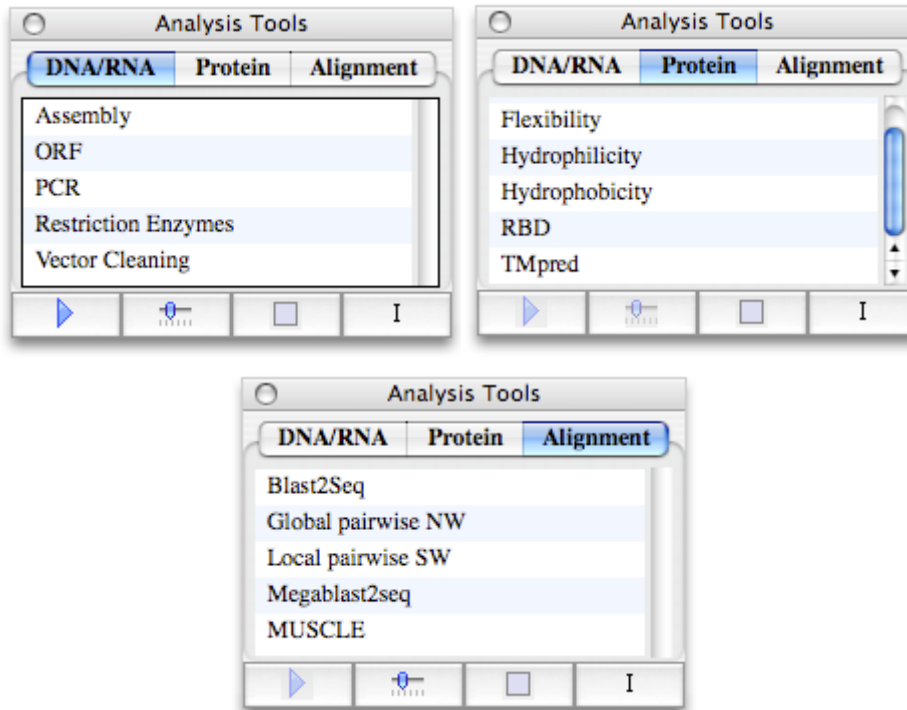 Analysis Tools
DNA/RNA Protein Alignment
Assembly
ORF
PCR
Restriction Enzymes
Vector Cleaning
I
Analysis Tools
DNA/RNA Protein Alignment
Flexibility
Hydrophilicity
Hydrophobicity
RBD
TMpred
I
Analysis Tools
DNA/RNA Protein Alignment
Blast2Seq
Global pairwise NW
Local pairwise SW
Megablast2seq
MUSCLE
I